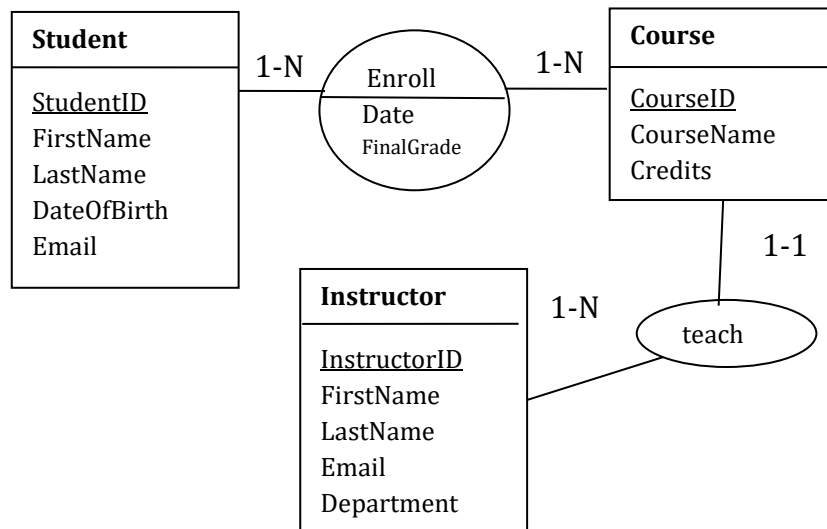 Student
StudentID
FirstName
LastName
DateOfBirth
Email
1-N
Enroll
Date
FinalGrade
1-N
Course
CourseID
CourseName
Credits
1-1
teach
1-N
Instructor
InstructorID
FirstName
LastName
Email
Department